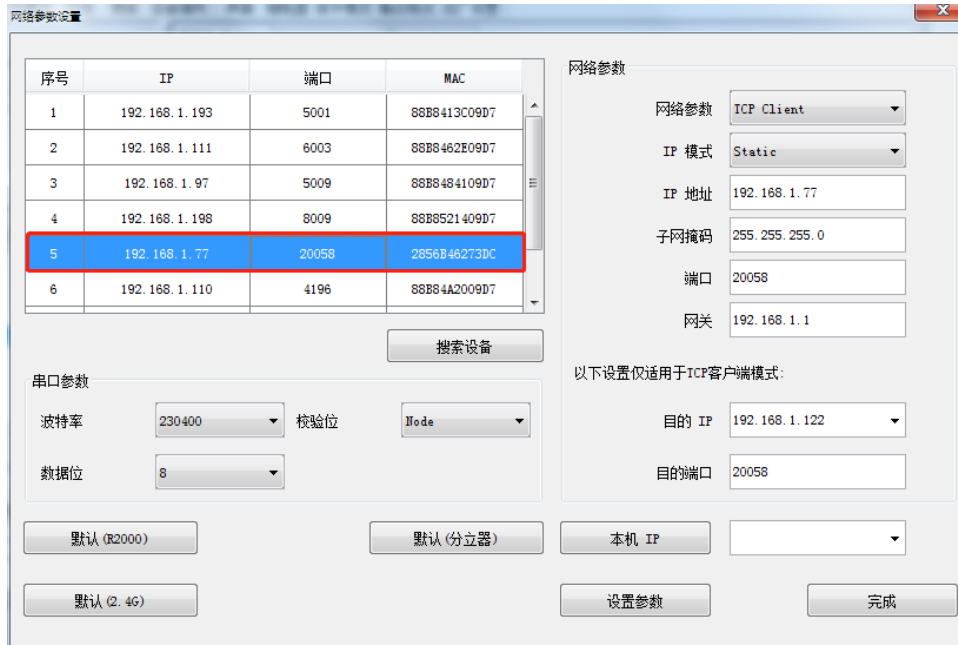 网络参数设置
序号 IP 端口 MAC
1 192.168.1.193 5001 88B8413C09D7
2 192.168.1.111 6003 88B8462E09D7
3 192.168.1.97 5009 88B8484109D7
4 192.168.1.198 8009 88B8521409D7
5 192.168.1.77 20058 2856B46273DC
6 192.168.1.110 4196 88B84A2009D7
搜索设备
串口参数
波特率 230400 校验位 Node
数据位 8
默认(R2000) 默认(分立器)
默认(2.4G)
网络参数
网络参数 TCP Client
IP 模式 Static
IP 地址 192.168.1.77
子网掩码 255.255.255.0
端口 20058
网关 192.168.1.1
以下设置仅适用于TCP客户端模式:
目的 IP 192.168.1.122
目的端口 20058
本机 IP
设置参数 完成